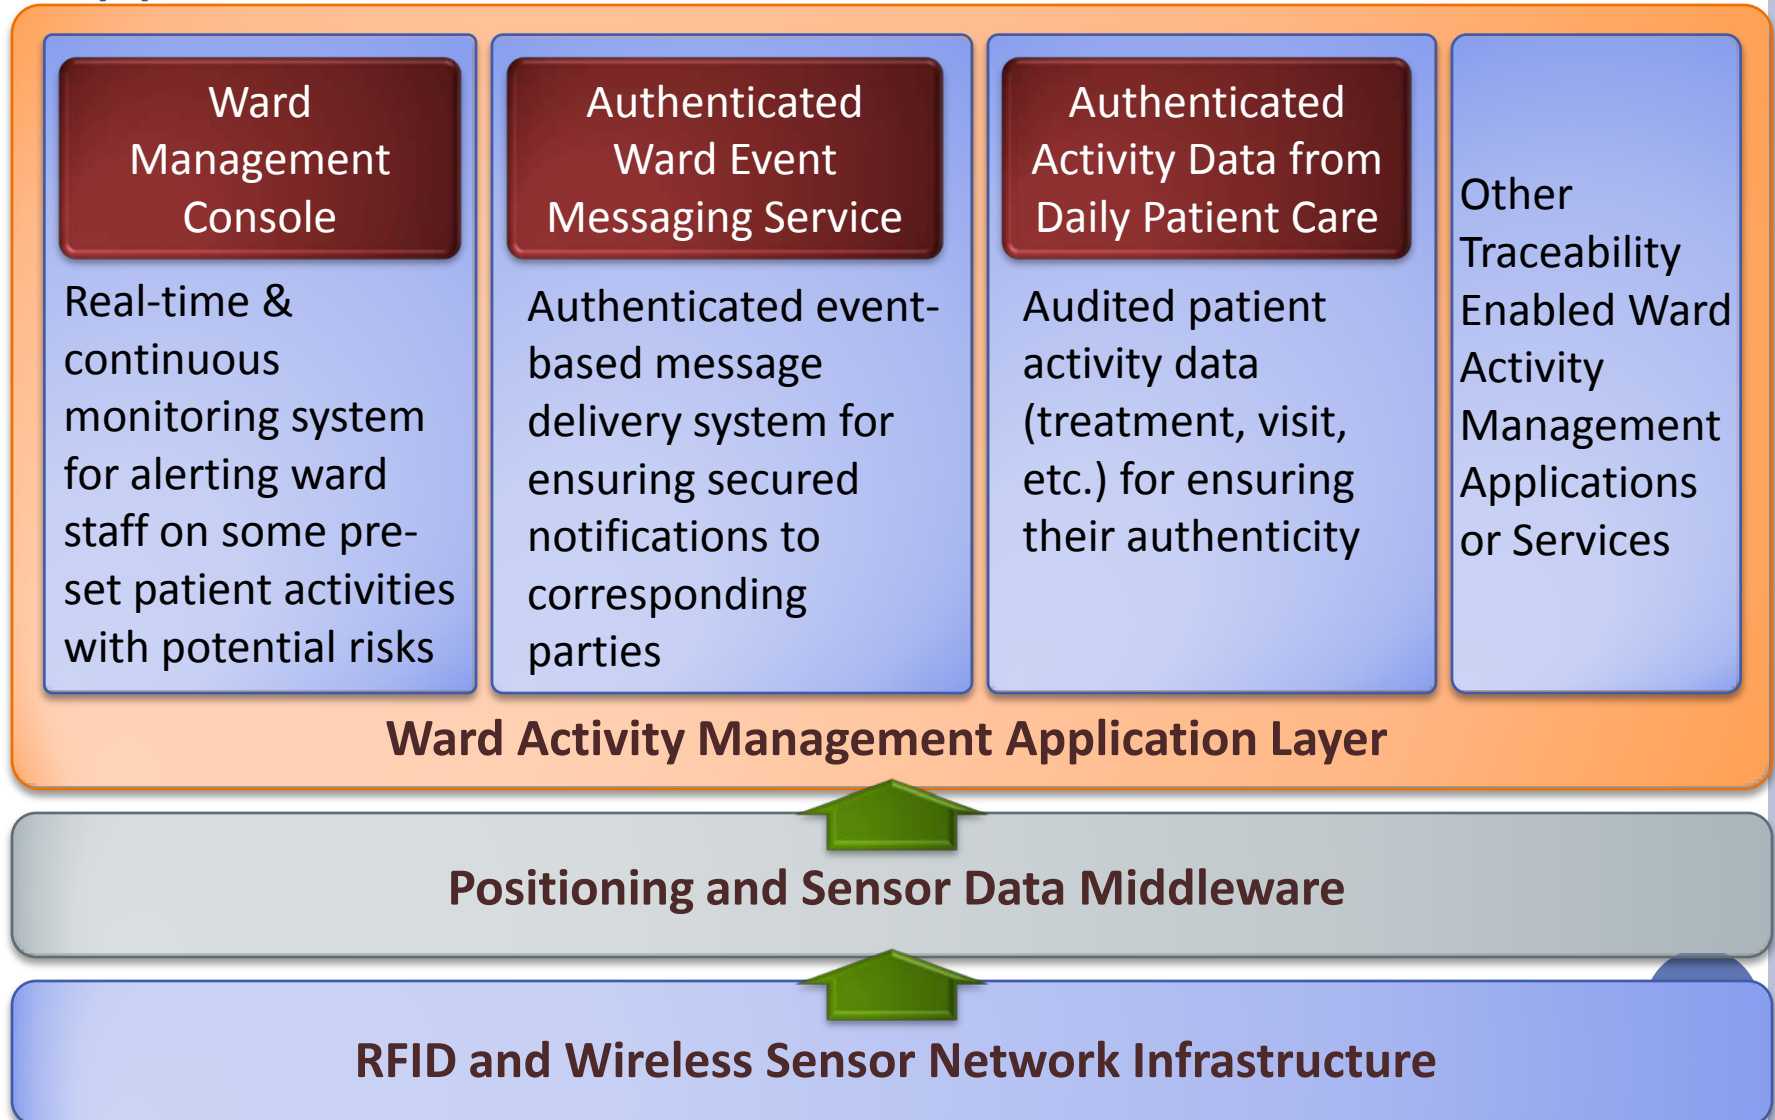 Ward
Management
Console
Real-time &
continuous
monitoring system
for alerting ward
staff on some pre-
set patient activities
with potential risks
Authenticated
Ward Event
Messaging Service
Authenticated event-
based message
delivery system for
ensuring secured
notifications to
corresponding
parties
Authenticated
Activity Data from
Daily Patient Care
Audited patient
activity data
(treatment, visit,
etc.) for ensuring
their authenticity
Other
Traceability
Enabled Ward
Activity
Management
Applications
or Services
Ward Activity Management Application Layer
Positioning and Sensor Data Middleware
RFID and Wireless Sensor Network Infrastructure